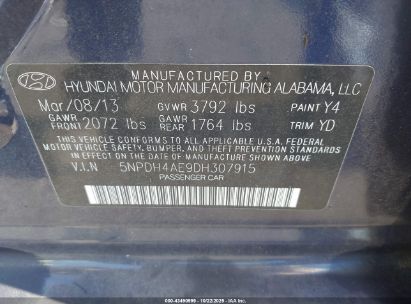 MANUFACTURED BY
HYUNDAI MOTOR MANUFACTURING ALABAMA, LLC
Mar/08/13 GVWR 3792 lbs PAINT Y4
GAWR FRONT 2072 lbs GAWR REAR 1764 lbs TRIM YD
THIS VEHICLE CONFORMS TO ALL APPLICABLE U.S.A. FEDERAL
MOTOR VEHICLE SAFETY, BUMPER, AND THEFT PREVENTION
STANDARDS IN EFFECT ON THE DATE OF MANUFACTURE SHOWN ABOVE.
V.I.N 5NPDH4AE9DH307915
PASSENGER CAR